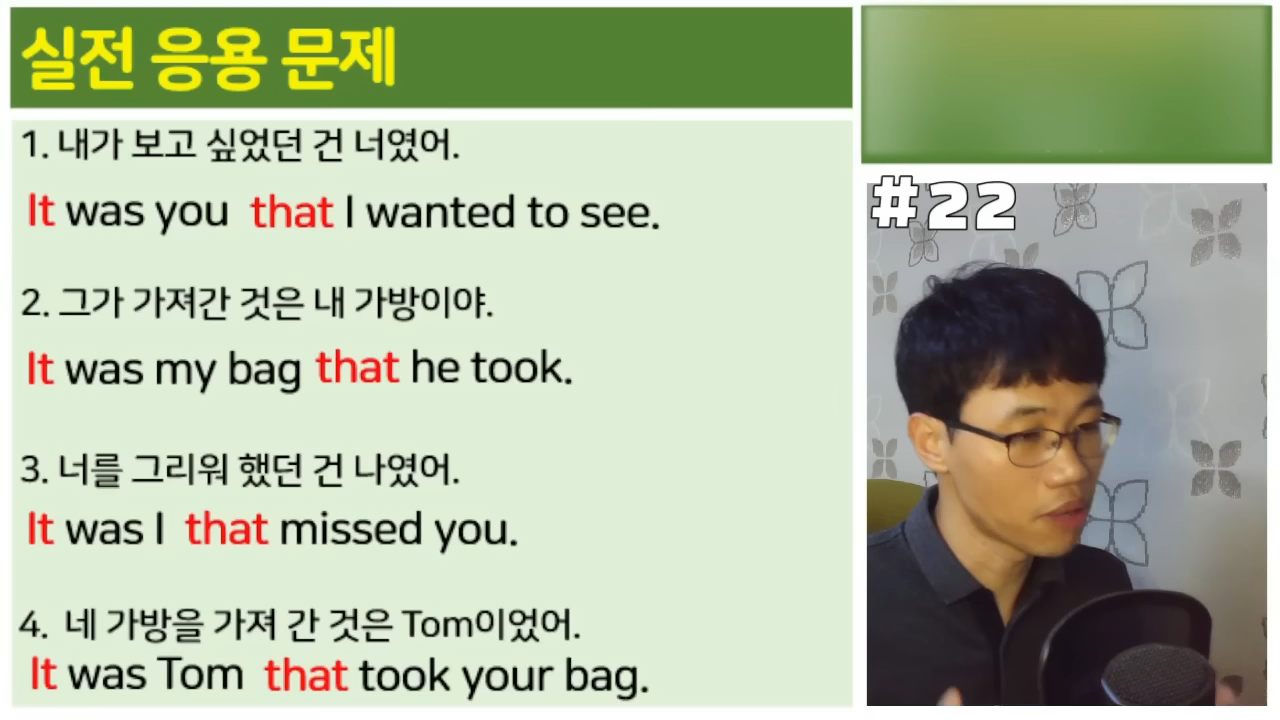 실전 응용 문제
#22
1. 내가 보고 싶었던 건 너였어.
It was you that I wanted to see.
2. 그가 가져간 것은 내 가방이야.
It was my bag that he took.
3. 너를 그리워 했던 건 나였어.
It was I that missed you.
4. 네 가방을 가져 간 것은 Tom이었어.
It was Tom that took your bag.